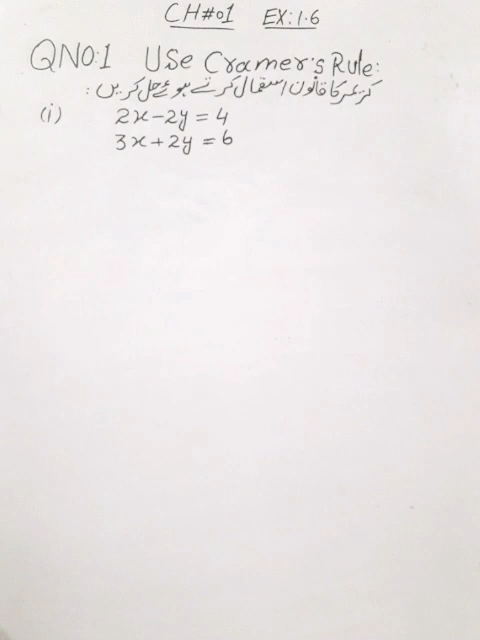 CH#01 EX:1.6
QNO:1 USe Cramer's Rule:
کریمر کا قانون استعمال کرتے ہوئے حل کریں:
(i) 2x-2y=4
3x+2y=6